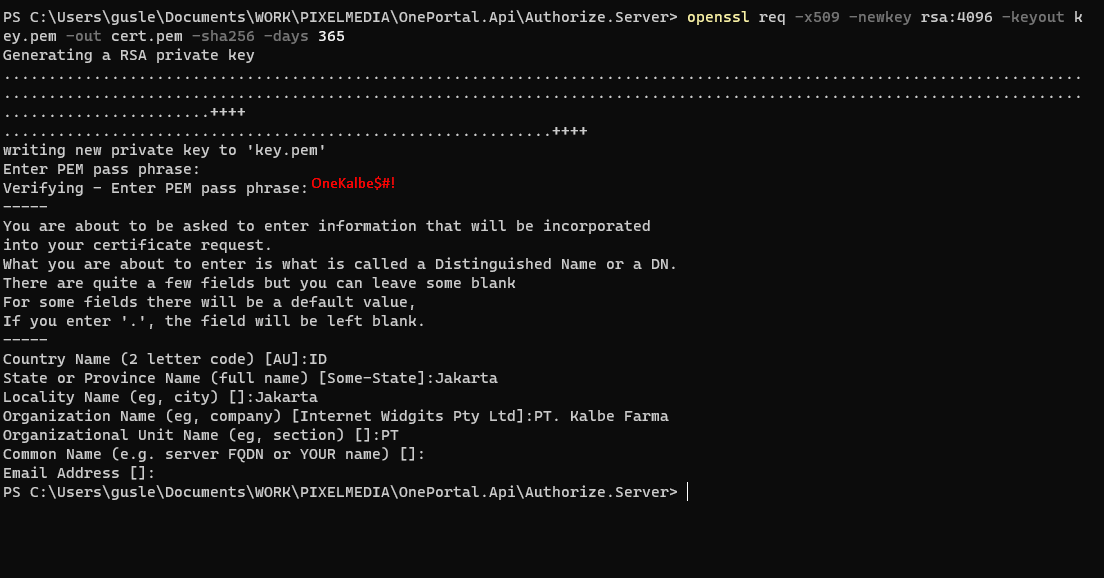 PS C:\Users\gusle\Documents\WORK\PIXELMEDIA\OnePortal.Api\Authorize.Server> openssl req -x509 -newkey rsa:4096 -keyout k
ey.pem -out cert.pem -sha256 -days 365
Generating a RSA private key
........................................................................................................................
........................................................................................................................
.......................++++
.............................................................++++
writing new private key to 'key.pem'
Enter PEM pass phrase:
Verifying - Enter PEM pass phrase: OneKalbe$#!
-----
You are about to be asked to enter information that will be incorporated
into your certificate request.
What you are about to enter is what is called a Distinguished Name or a DN.
There are quite a few fields but you can leave some blank
For some fields there will be a default value,
If you enter '.', the field will be left blank.
-----
Country Name (2 letter code) [AU]:ID
State or Province Name (full name) [Some-State]:Jakarta
Locality Name (eg, city) []:Jakarta
Organization Name (eg, company) [Internet Widgits Pty Ltd]:PT. Kalbe Farma
Organizational Unit Name (eg, section) []:PT
Common Name (e.g. server FQDN or YOUR name) []:
Email Address []:
PS C:\Users\gusle\Documents\WORK\PIXELMEDIA\OnePortal.Api\Authorize.Server>